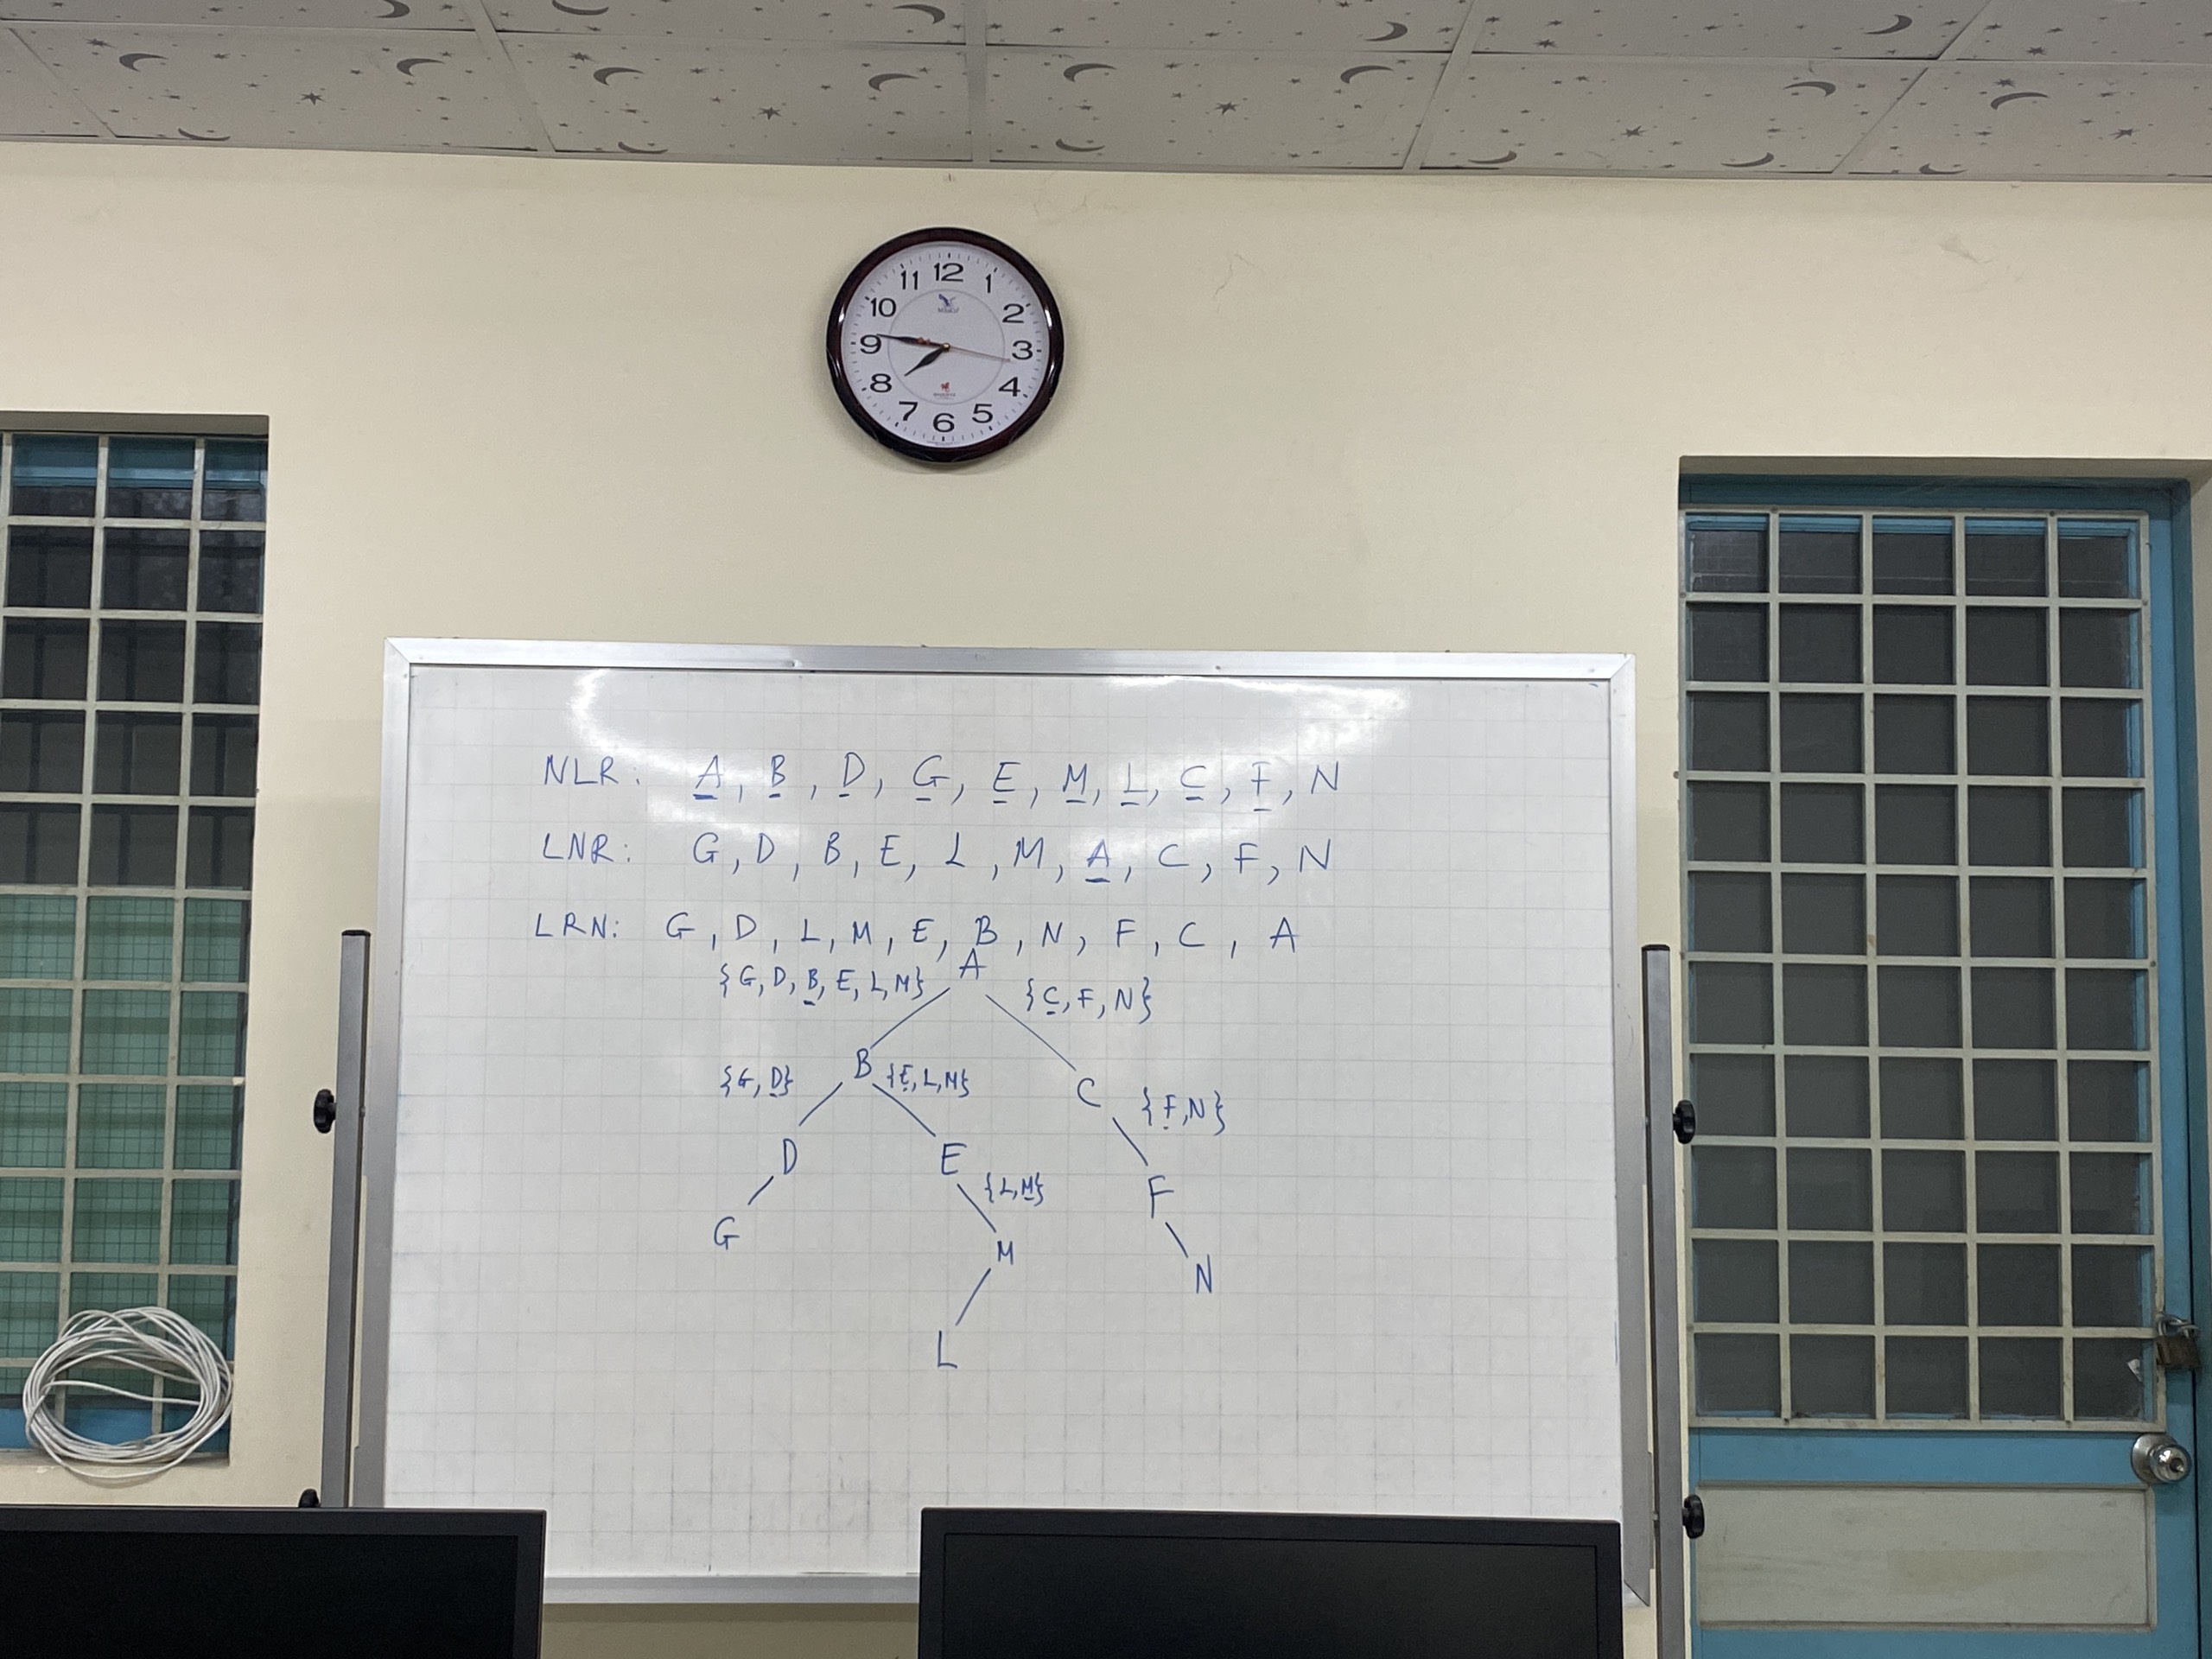 11 12 1
10 2
9 3
8 4
7 6 5
NLR: A, B, D, G, E, M, L, C, F, N
LNR: G, D, B, E, L, M, A, C, F, N
LRN: G, D, L, M, E, B, N, F, C, A
A
{G, D, B, E, L, M} {C, F, N}
B
{G, D} {E, L, M} C
{F, N}
D E
{L, M} F
G M
N
L